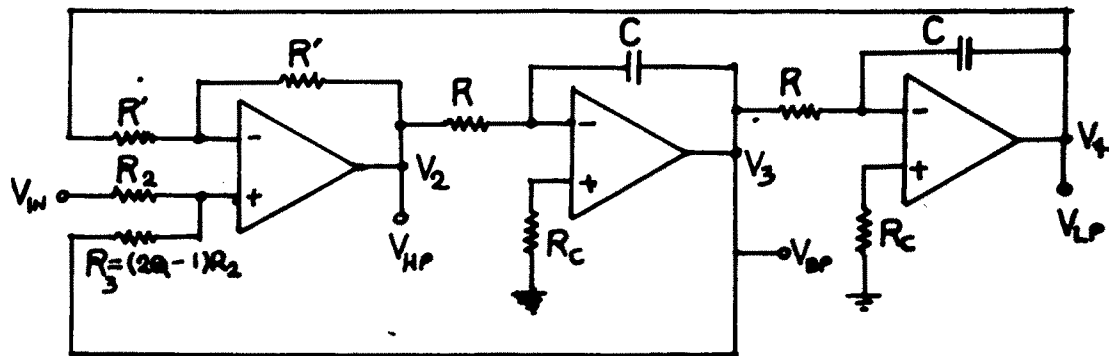 R'
C
C
R'
R
R
R2
VIN
V2
V3
V4
R3=(2Q-1)R2
VHP
RC
VBP
RC
VLP
-
+
-
+
-
+